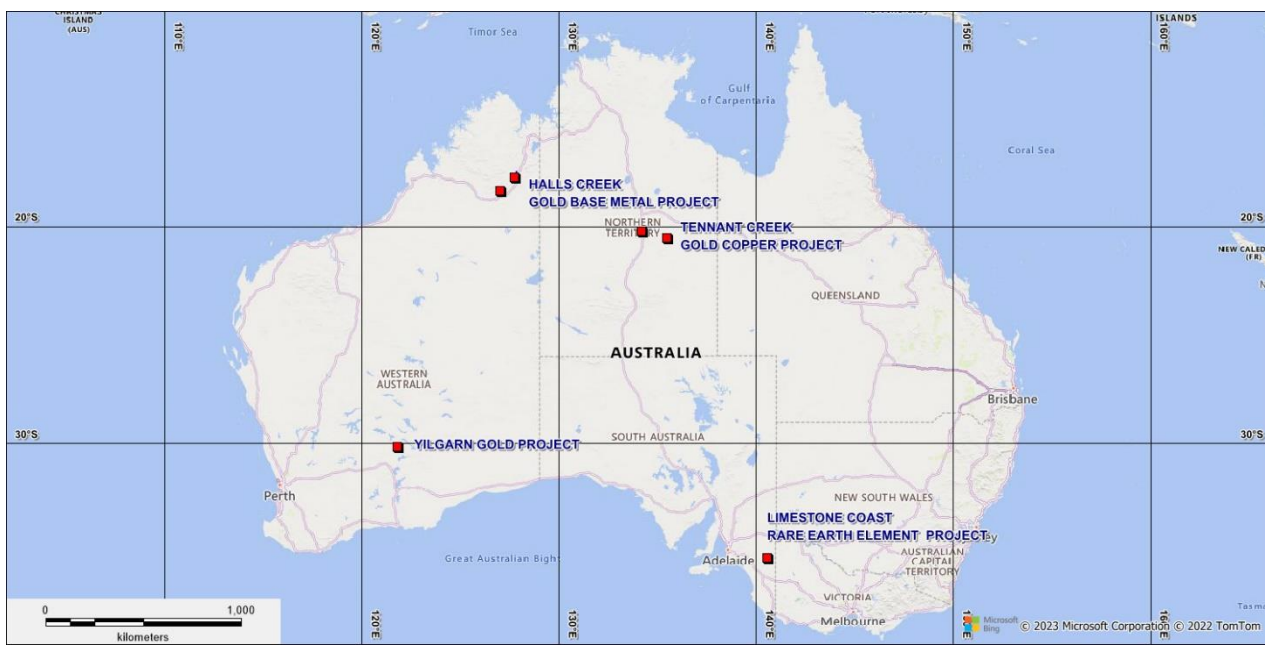 CHRISTMAS
ISLAND
(AUS)
110°E
120°E
Timor Sea
130°E
140°E
150°E
160°E
ISLANDS
Gulf
of Carpentaria
Coral Sea
HALLS CREEK
GOLD BASE METAL PROJECT
20°S
NORTHERN
TERRITORY
TENNANT CREEK
GOLD COPPER PROJECT
20°S
NEW CALED
(FR)
QUEENSLAND
AUSTRALIA
WESTERN
AUSTRALIA
Brisbane
30°S
YILGARN GOLD PROJECT
SOUTH AUSTRALIA
30°S
Perth
NEW SOUTH WALES
LIMESTONE COAST
RARE EARTH ELEMENT PROJECT
ney
Great Australian Bight
Adelaide
AUSTRALIAN
CAPITAL
TERRITORY
VICTORIA
Melbourne
Tasma
0 1,000
kilometers
120°E
130°E
140°E
160°E
Microsoft
Bing
© 2023 Microsoft Corporation © 2022 TomTom